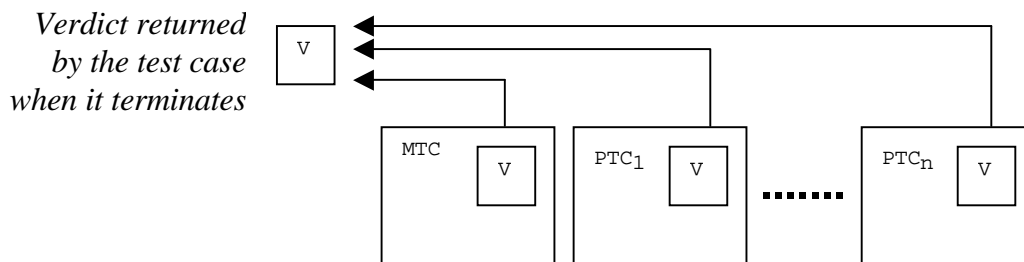 Verdict returned
by the test case
when it terminates
V
MTC
V
PTC1
V
PTCn
V